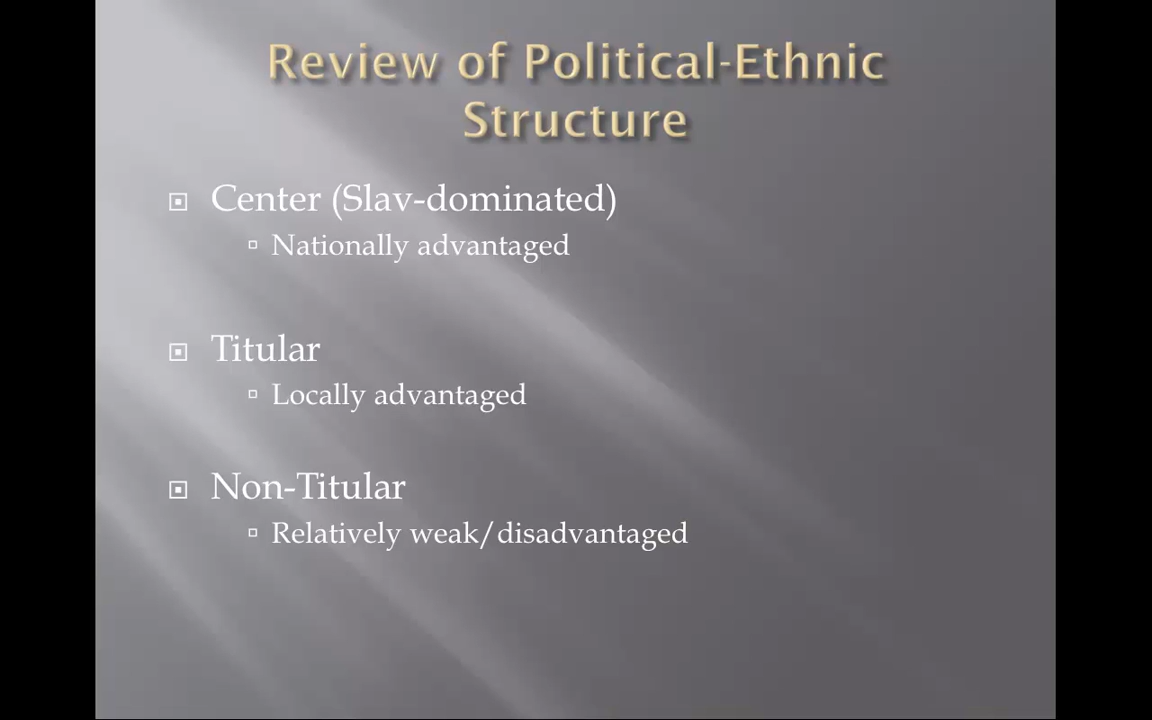 Review of Political-Ethnic
Structure
Center (Slav-dominated)
Nationally advantaged
Titular
Locally advantaged
Non-Titular
Relatively weak/disadvantaged